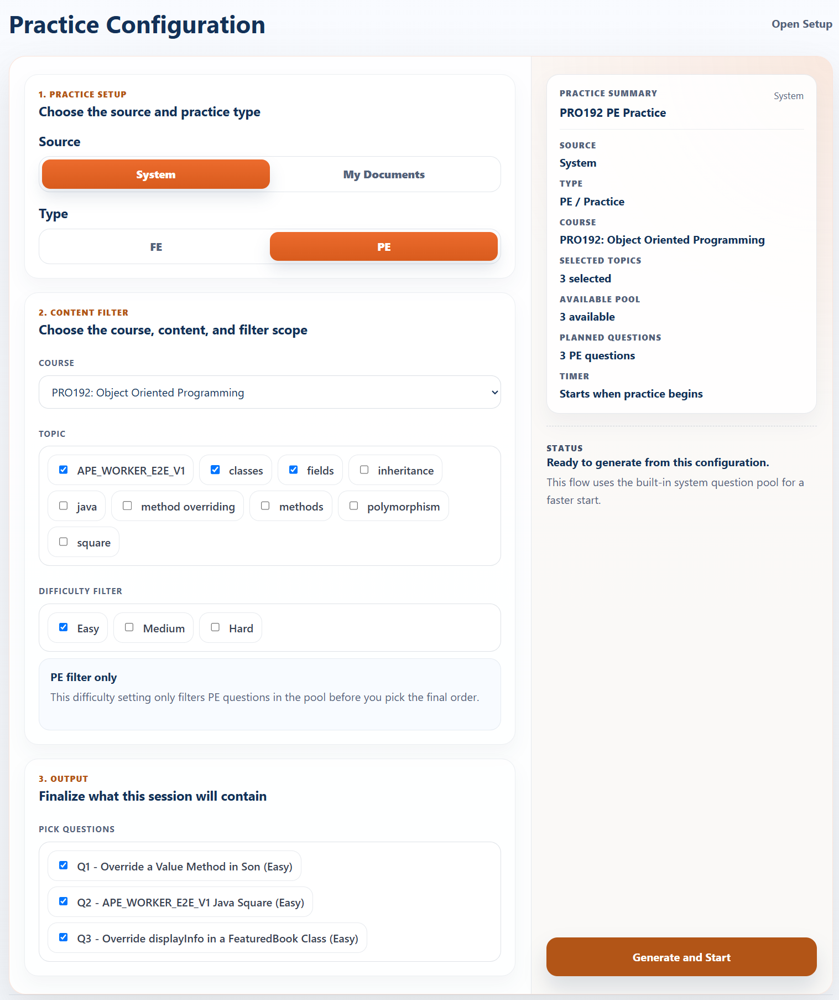 Practice Configuration
Open Setup
1. PRACTICE SETUP
Choose the source and practice type
Source
System
My Documents
Type
FE
PE
2. CONTENT FILTER
Choose the course, content, and filter scope
COURSE
PRO192: Object Oriented Programming
TOPIC
APE_WORKER_E2E_V1
classes
fields
inheritance
java
method overriding
methods
polymorphism
square
DIFFICULTY FILTER
Easy
Medium
Hard
PE filter only
This difficulty setting only filters PE questions in the pool before you pick the final order.
3. OUTPUT
Finalize what this session will contain
PICK QUESTIONS
Q1 - Override a Value Method in Son (Easy)
Q2 - APE_WORKER_E2E_V1 Java Square (Easy)
Q3 - Override displayInfo in a FeaturedBook Class (Easy)
PRACTICE SUMMARY
System
PRO192 PE Practice
SOURCE
System
TYPE
PE / Practice
COURSE
PRO192: Object Oriented Programming
SELECTED TOPICS
3 selected
AVAILABLE POOL
3 available
PLANNED QUESTIONS
3 PE questions
TIMER
Starts when practice begins
STATUS
Ready to generate from this configuration.
This flow uses the built-in system question pool for a
faster start.
Generate and Start